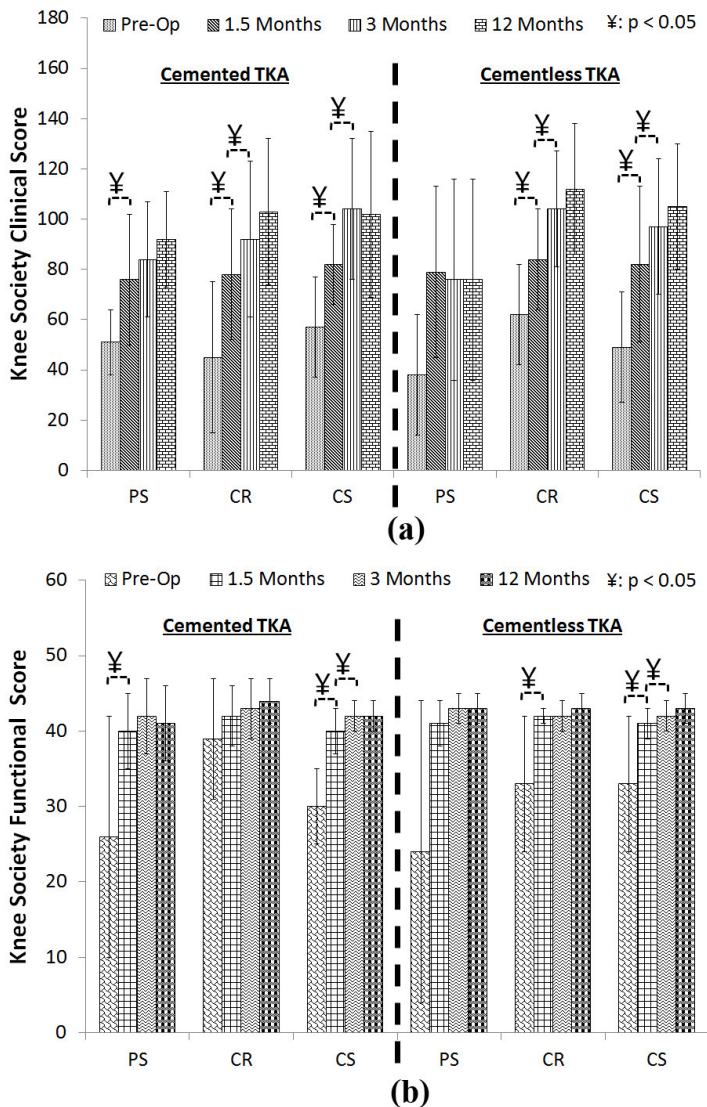 Pre-Op 1.5 Months 3 Months 12 Months ¥: p < 0.05
Cemented TKA Cementless TKA
Knee Society Clinical Score
180
160
140
120
100
80
60
40
20
0
¥ ¥ ¥ ¥ ¥ ¥ ¥ ¥ ¥
PS CR CS PS CR CS
(a)
Pre-Op 1.5 Months 3 Months 12 Months ¥: p < 0.05
Cemented TKA Cementless TKA
Knee Society Functional Score
60
50
40
30
20
10
0
¥ ¥ ¥ ¥ ¥ ¥
PS CR CS PS CR CS
(b)